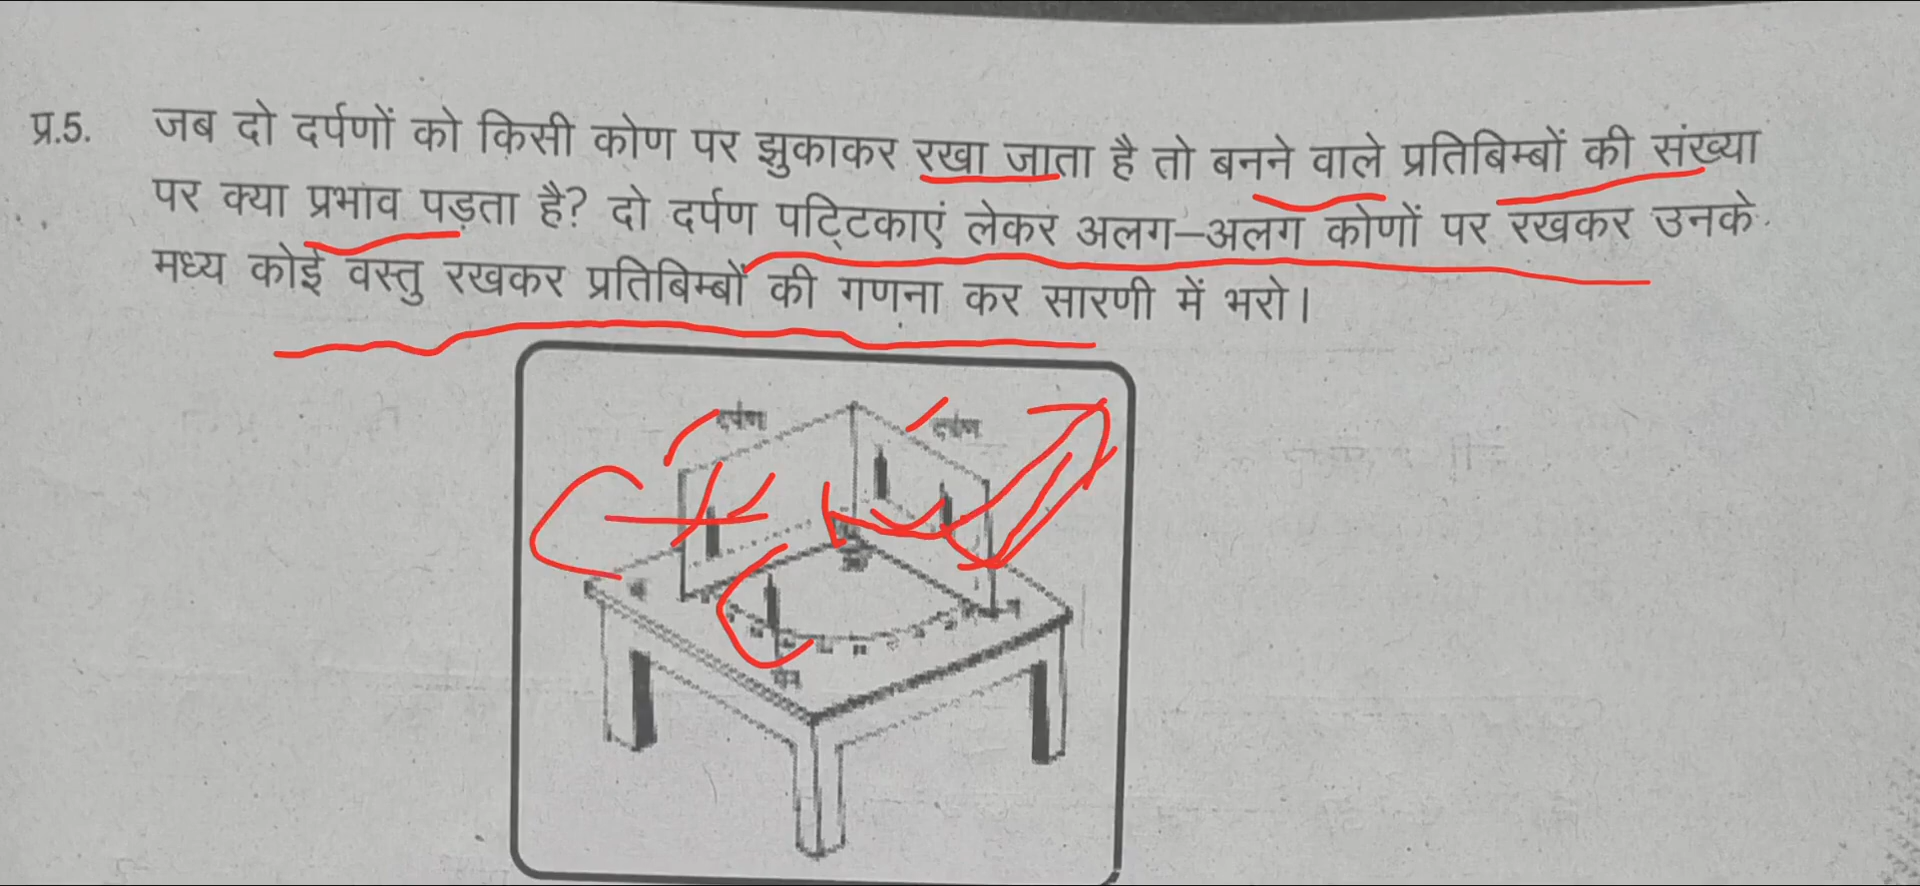 प्र.5. जब दो दर्पणों को किसी कोण पर झुकाकर रखा जाता है तो बनने वाले प्रतिबिम्बों की संख्या
पर क्या प्रभाव पड़ता है? दो दर्पण पट्टिकाएं लेकर अलग–अलग कोणों पर रखकर उनके
मध्य कोई वस्तु रखकर प्रतिबिम्बों की गणना कर सारणी में भरो।
दर्पण दर्पण